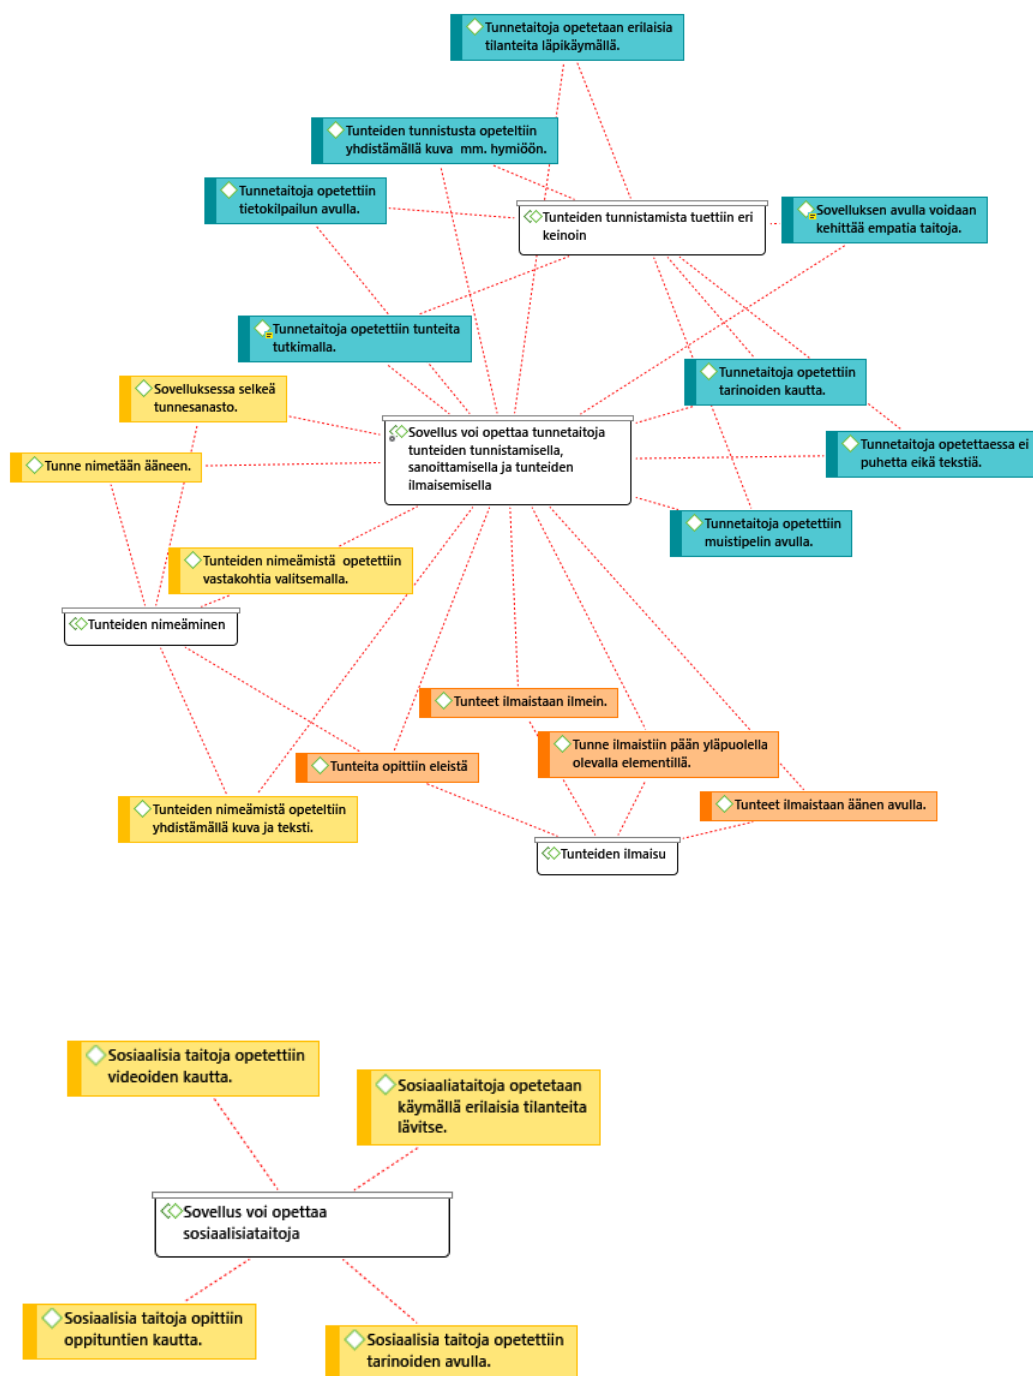 Tunnetaitoja opetetaan erilaisia
tilanteita läpikäymällä.
Tunteiden tunnistusta opeteltiin
yhdistämällä kuva  mm. hymiöön.
Tunnetaitoja opetettiin
tietokilpailun avulla.
Tunteiden tunnistamista tuettiin eri
keinoin
Sovelluksen avulla voidaan
kehittää empatia taitoja.
Tunnetaitoja opetettiin tunteita
tutkimalla.
Tunnetaitoja opetettiin
tarinoiden kautta.
Sovelluksessa selkeä
tunnesanasto.
Sovellus voi opettaa tunnetaitoja
tunteiden tunnistamisella,
sanoittamisella ja tunteiden
ilmaisemisella
Tunnetaitoja opetettaessa ei
puhetta eikä tekstiä.
Tunne nimetään ääneen.
Tunnetaitoja opetettiin
muistipelin avulla.
Tunteiden nimeämistä  opetettiin
vastakohtia valitsemalla.
Tunteiden nimeäminen
Tunteet ilmaistaan ilmein.
Tunne ilmaistiin pään yläpuolella
olevalla elementillä.
Tunteita opittiin eleistä
Tunteet ilmaistaan äänen avulla.
Tunteiden nimeämistä opeteltiin
yhdistämällä kuva ja teksti.
Tunteiden ilmaisu
Sosiaalisia taitoja opetettiin
videoiden kautta.
Sosiaaliataitoja opetetaan
käymällä erilaisia tilanteita
lävitse.
Sovellus voi opettaa
sosiaalisiataitoja
Sosiaalisia taitoja opittiin
oppituntien kautta.
Sosiaalisia taitoja opetettiin
tarinoiden avulla.